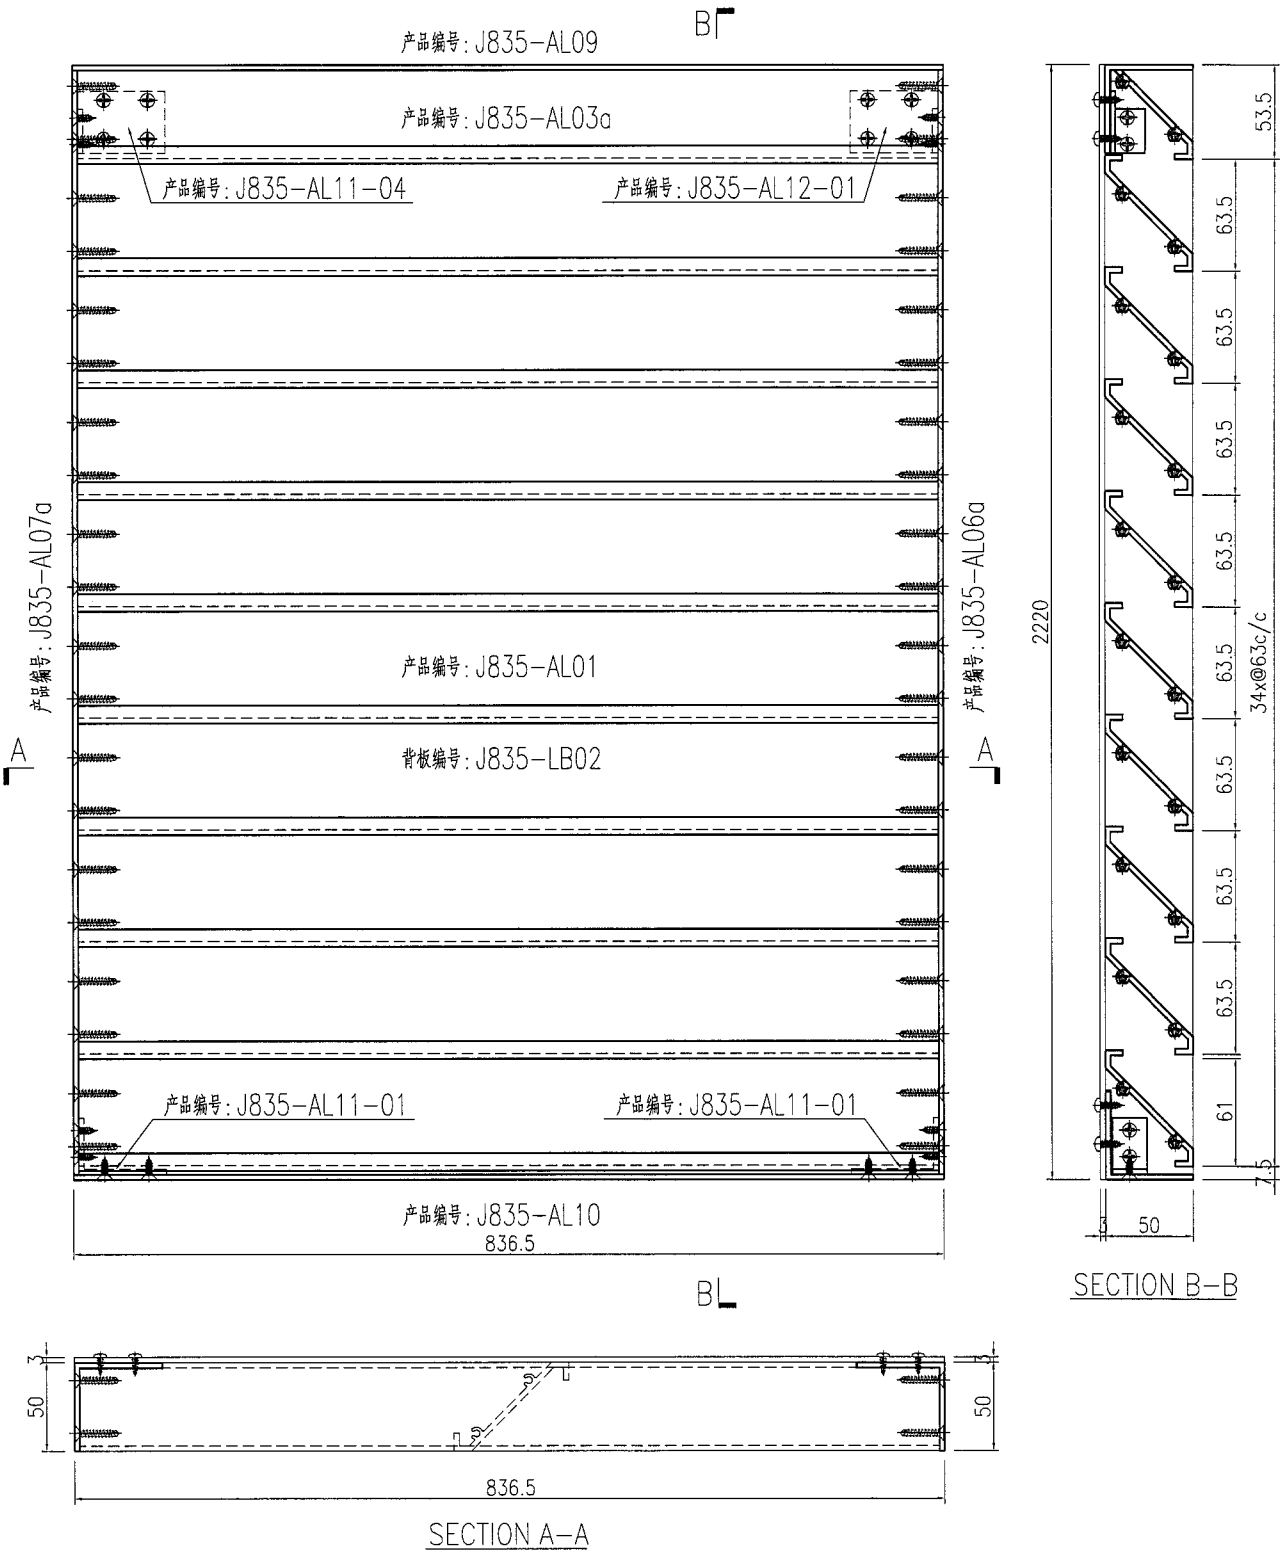 B
产品编号:J835-AL09
产品编号:J835-AL03a
产品编号:J835-AL11-04
产品编号:J835-AL12-01
产品编号:J835-AL07a
产品编号:J835-AL06a
产品编号:J835-AL01
背板编号:J835-LB02
A
A
产品编号:J835-AL11-01
产品编号:J835-AL11-01
产品编号:J835-AL10
836.5
B
2220
53.5
63.5
63.5
63.5
63.5
63.5
63.5
63.5
63.5
61
7.5
34x@63c/c
3
50
SECTION B-B
3
50
3
50
836.5
SECTION A-A